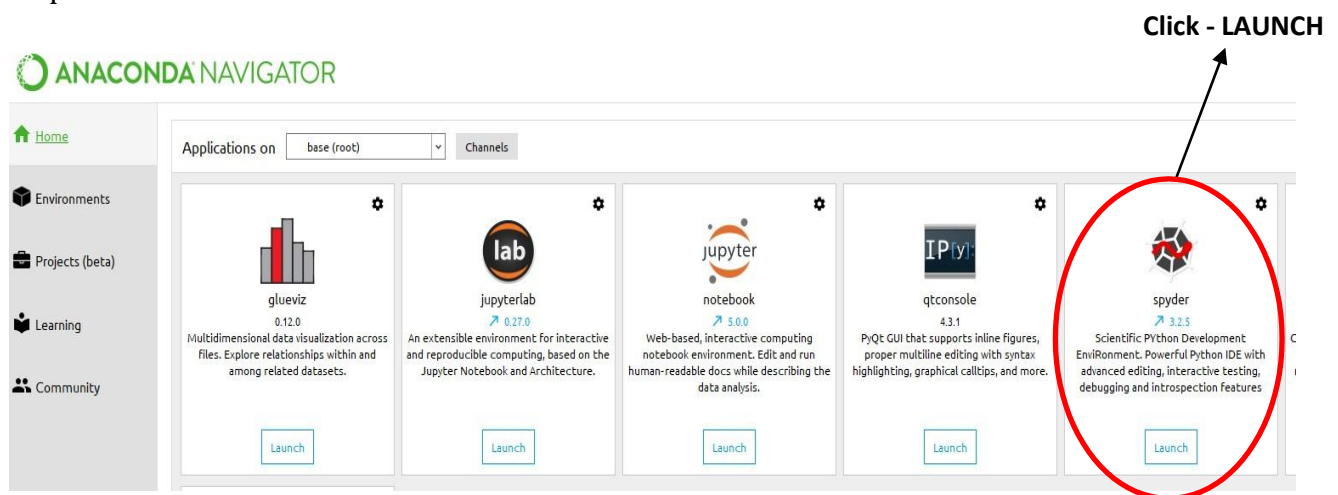 Click - LAUNCH
ANACONDA NAVIGATOR
Home
Applications on base (root) Channels
Environments
Projects (beta)
Learning
Community
glueviz
0.12.0
Multidimensional data visualization across
files. Explore relationships within and
among related datasets.
Launch
lab
jupyterlab
0.27.0
An extensible environment for interactive
and reproducible computing, based on the
Jupyter Notebook and Architecture.
Launch
jupyter
notebook
5.0.0
Web-based, interactive computing
notebook environment. Edit and run
human-readable docs while describing the
data analysis.
Launch
IP[y]:
qtconsole
4.3.1
PyQt GUI that supports inline figures,
proper multiline editing with syntax
highlighting, graphical calltips, and more.
Launch
spyder
3.2.5
Scientific PYthon Development
EnviRonment. Powerful Python IDE with
advanced editing, interactive testing,
debugging and introspection features
Launch